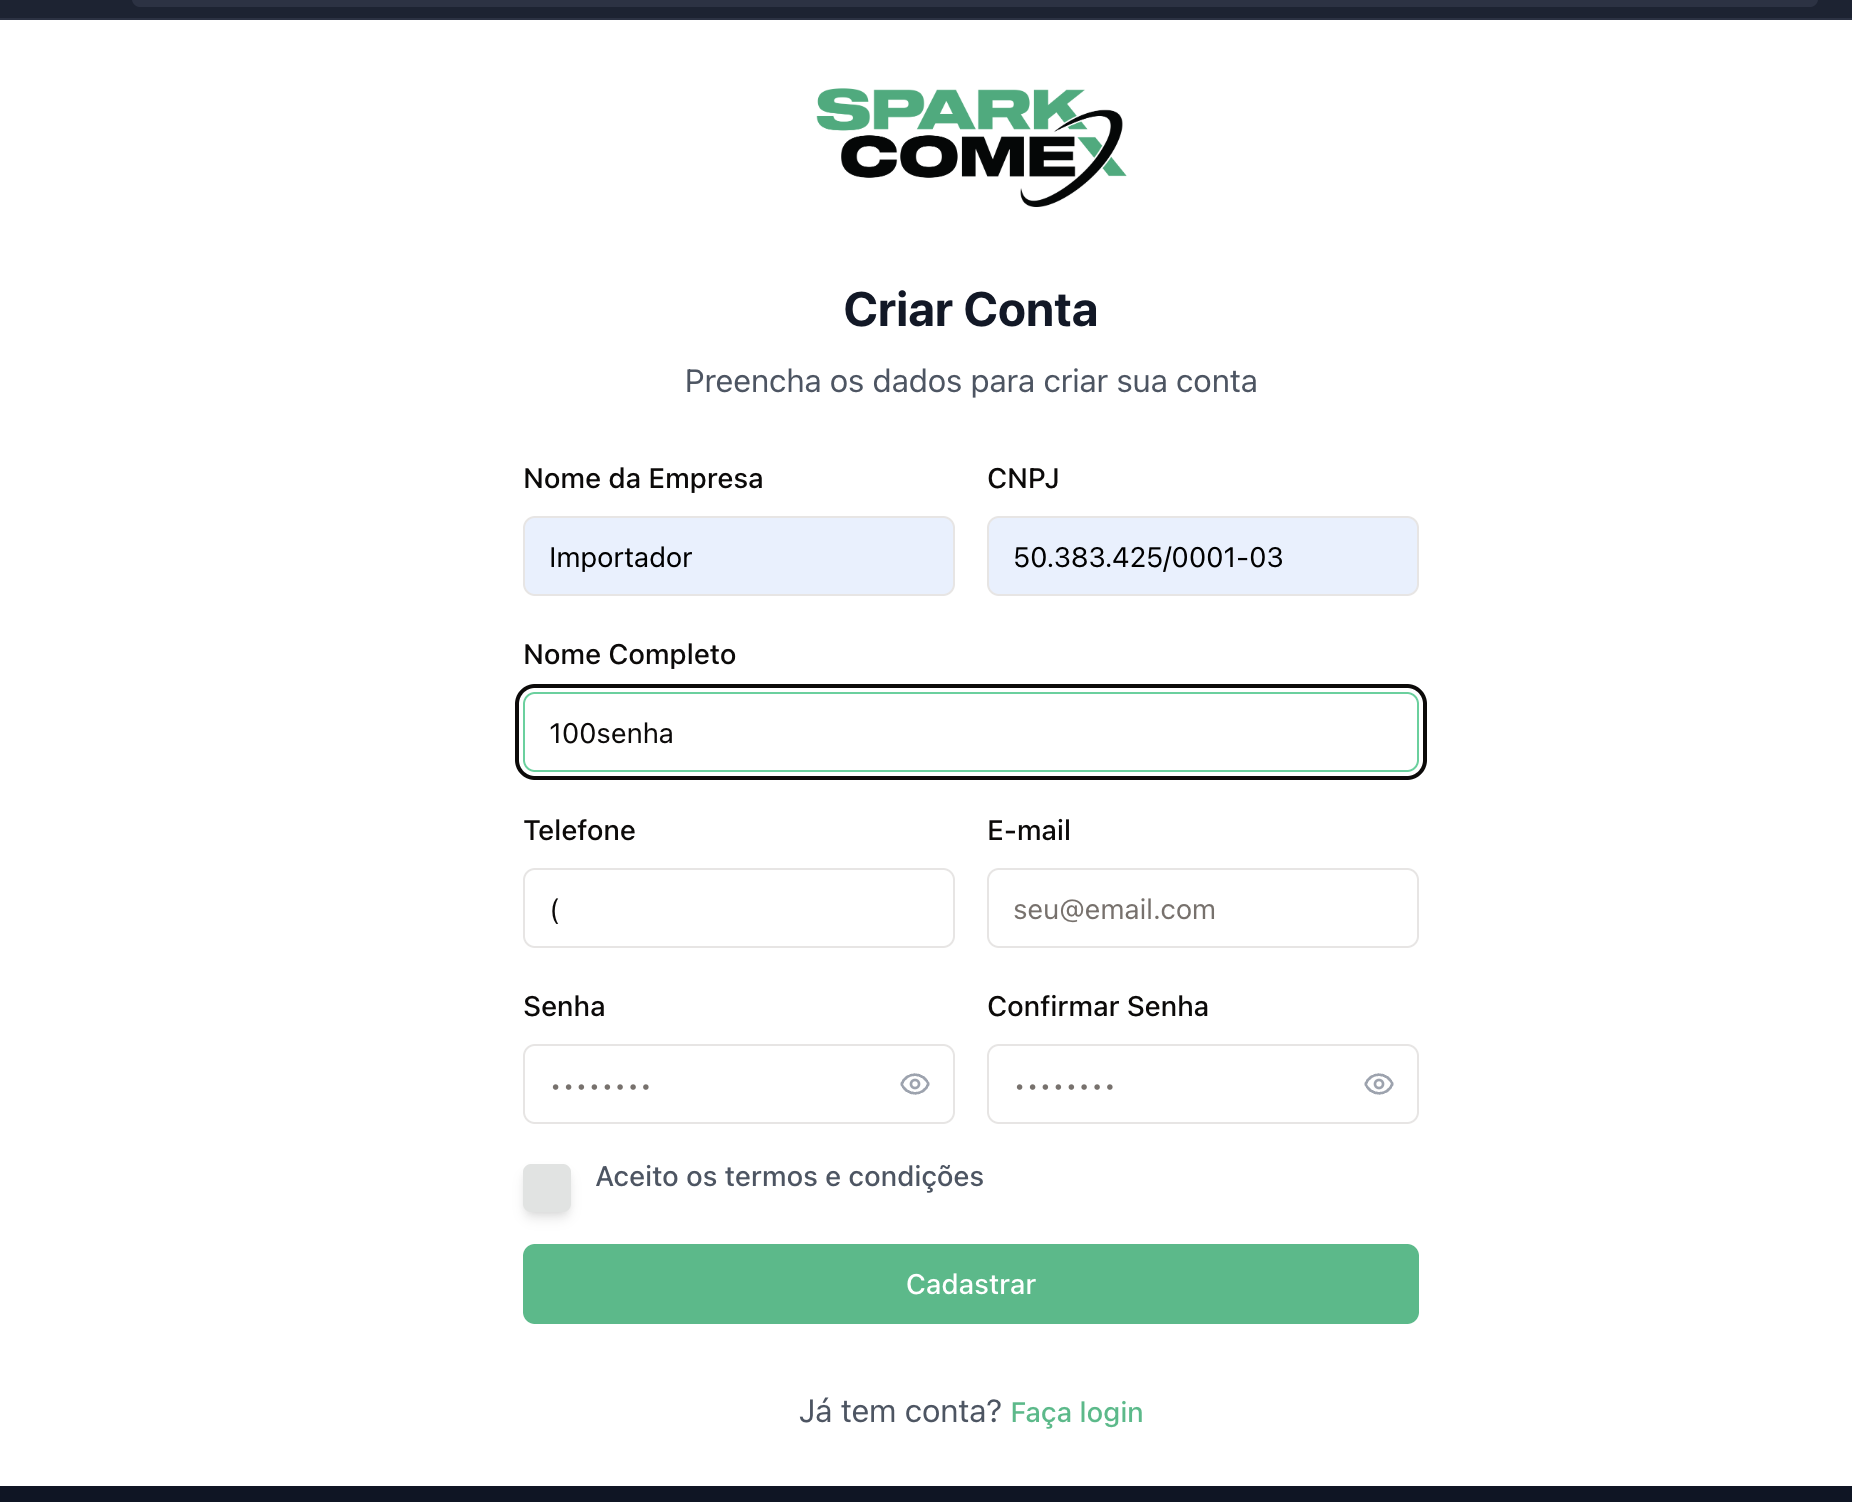 SPARK
COMEX
Criar Conta
Preencha os dados para criar sua conta
Nome da Empresa
CNPJ
Importador
50.383.425/0001-03
Nome Completo
100senha
Telefone
E-mail
(
seu@email.com
Senha
Confirmar Senha
••••••••
••••••••
Aceito os termos e condições
Cadastrar
Já tem conta? Faça login